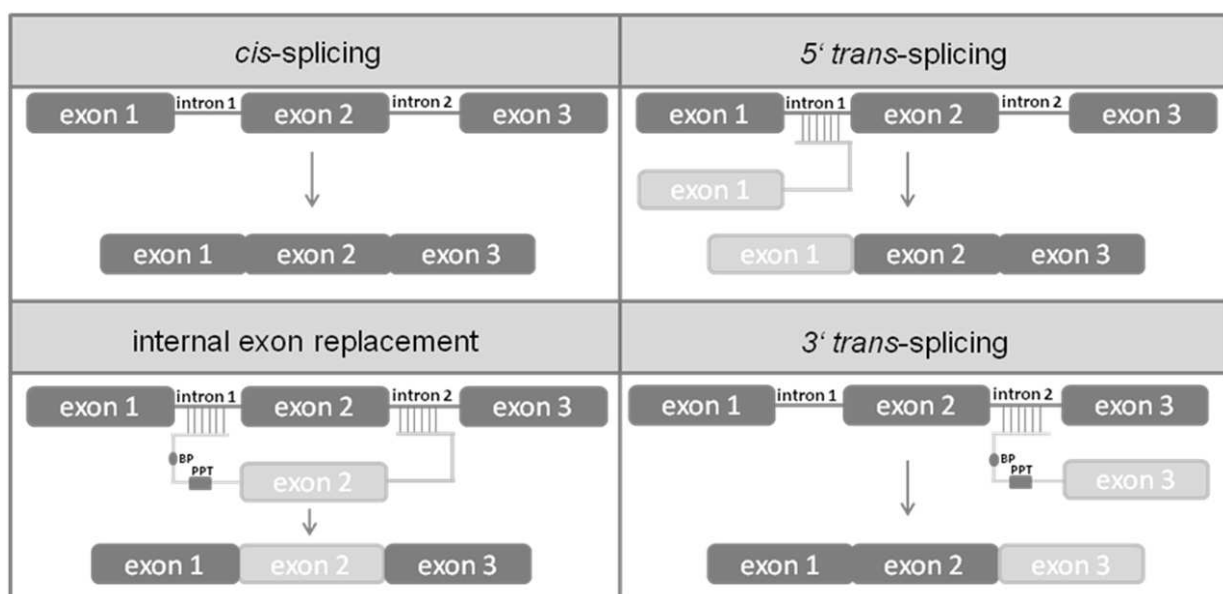 cis-splicing
intron 1 intron 2
exon 1 exon 2 exon 3
exon 1 exon 2 exon 3
5‘ trans-splicing
intron 1 intron 2
exon 1 exon 2 exon 3
exon 1
exon 1 exon 2 exon 3
internal exon replacement
intron 1 intron 2
exon 1 exon 2 exon 3
BP
PPT
exon 2
exon 1 exon 2 exon 3
3‘ trans-splicing
intron 1 intron 2
exon 1 exon 2 exon 3
BP
PPT
exon 3
exon 1 exon 2 exon 3